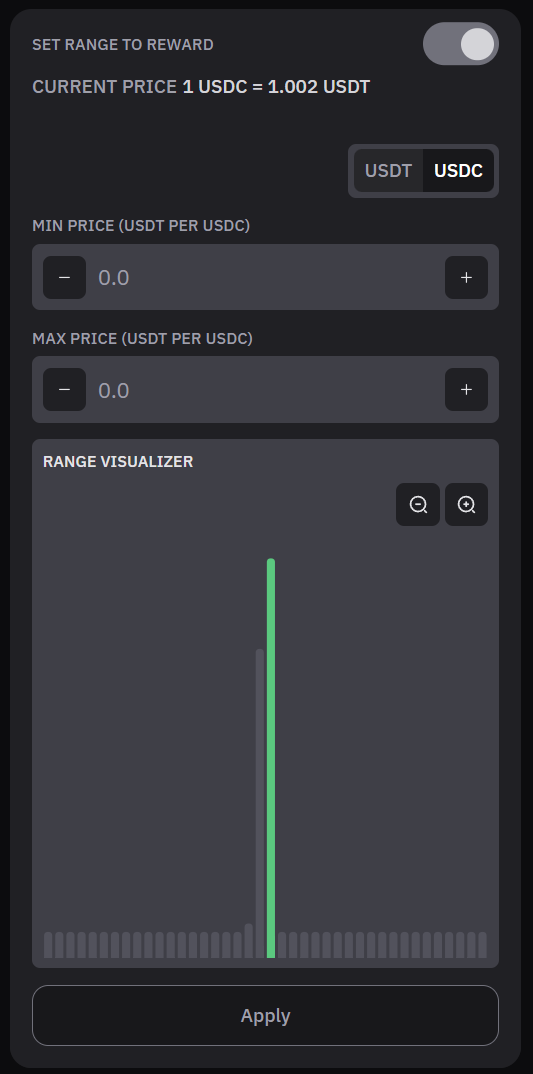 SET RANGE TO REWARD
CURRENT PRICE 1 USDC = 1.002 USDT
USDT USDC
MIN PRICE (USDT PER USDC)
− 0.0 +
MAX PRICE (USDT PER USDC)
− 0.0 +
RANGE VISUALIZER
Apply